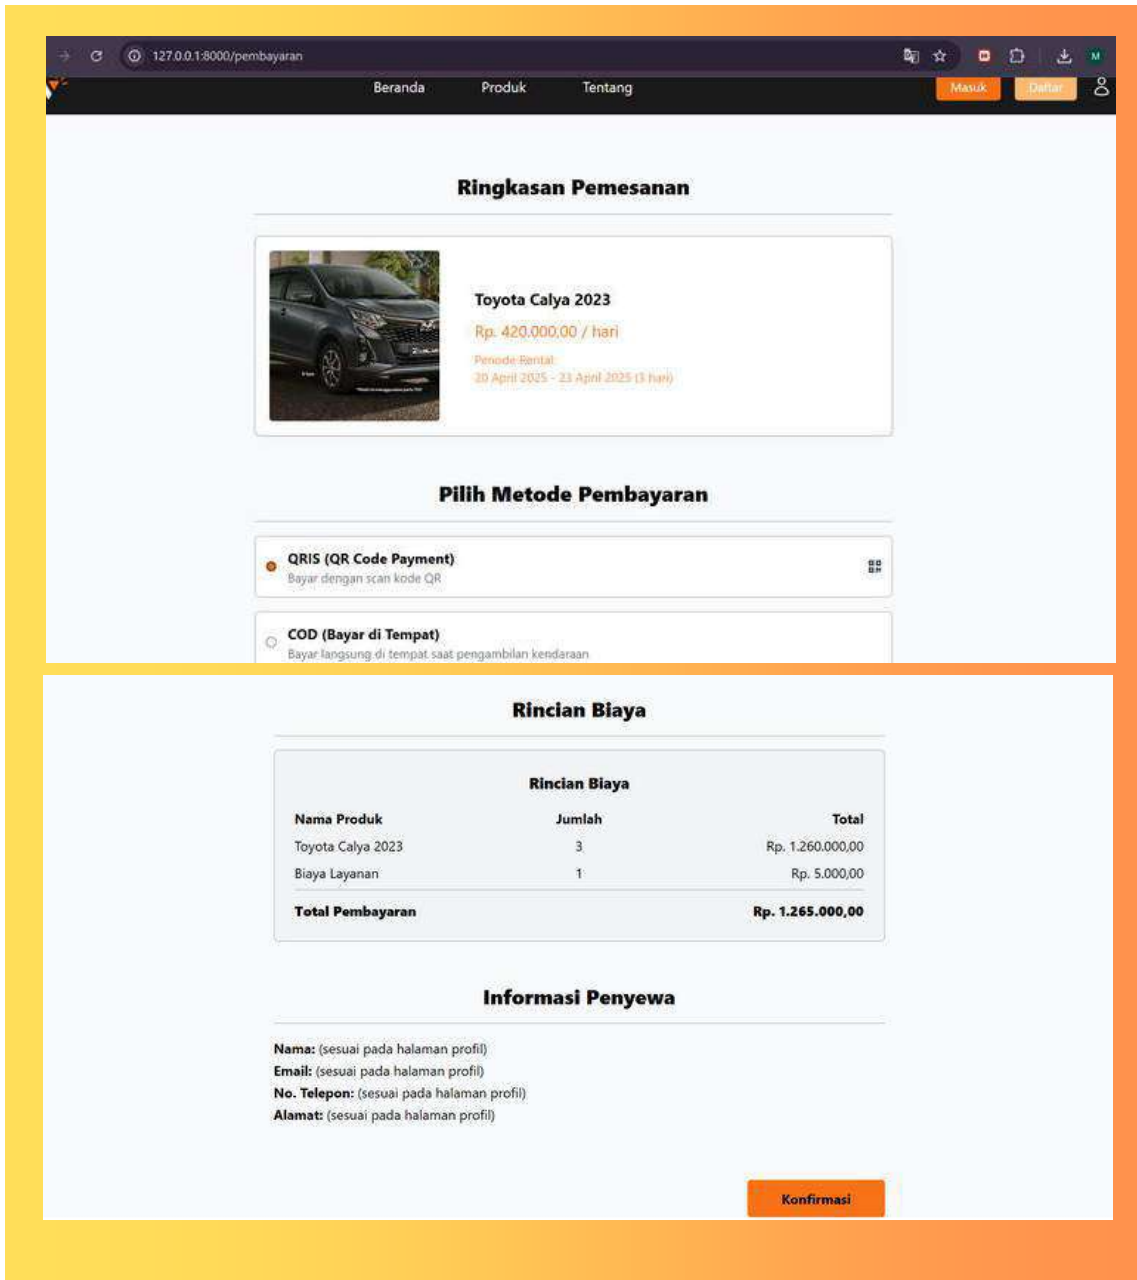 127.0.0.1:8000/pembayaran
M
Beranda Produk Tentang Masuk Daftar
Ringkasan Pemesanan
Toyota Calya 2023
Rp. 420.000,00 / hari
Periode Rental:
20 April 2025 - 23 April 2025 (3 hari)
Pilih Metode Pembayaran
QRIS (QR Code Payment)
Bayar dengan scan kode QR
COD (Bayar di Tempat)
Bayar langsung di tempat saat pengambilan kendaraan
Rincian Biaya
Rincian Biaya
Nama Produk Jumlah Total
Toyota Calya 2023 3 Rp. 1.260.000,00
Biaya Layanan 1 Rp. 5.000,00
Total Pembayaran Rp. 1.265.000,00
Informasi Penyewa
Nama: (sesuai pada halaman profil)
Email: (sesuai pada halaman profil)
No. Telepon: (sesuai pada halaman profil)
Alamat: (sesuai pada halaman profil)
Konfirmasi